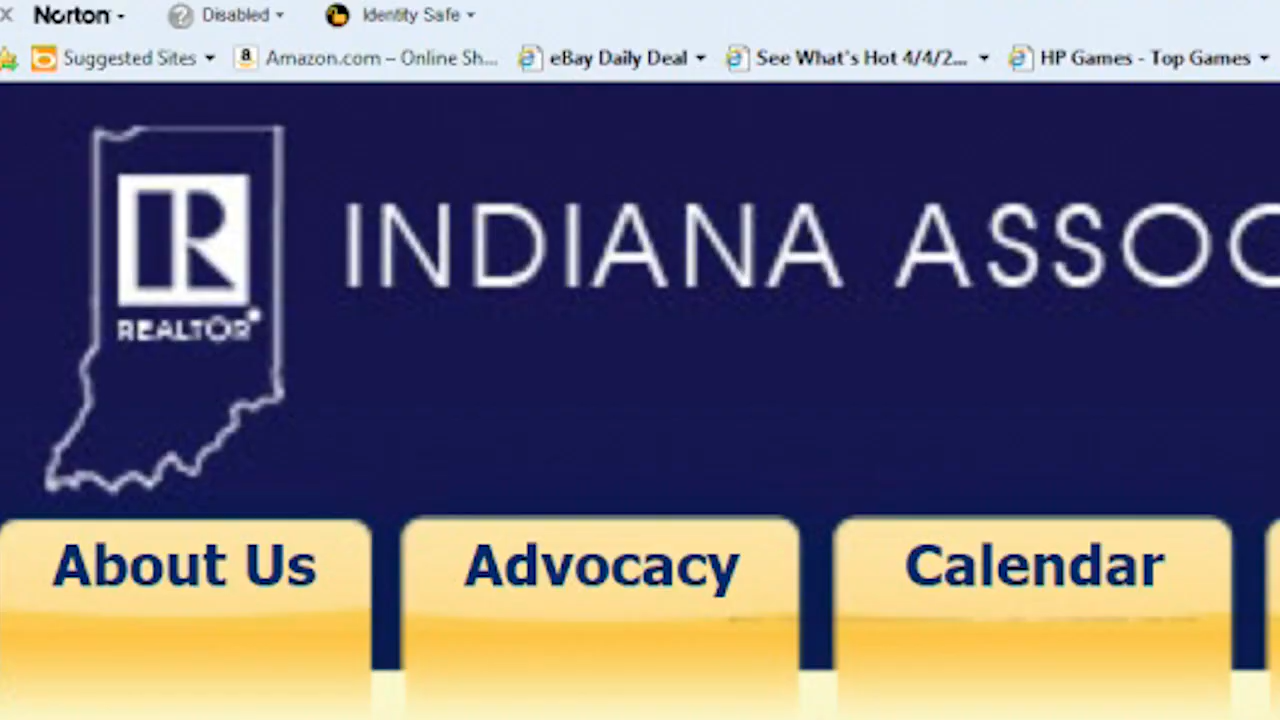 Norton Disabled Identity Safe
Suggested Sites Amazon.com – Online Sh... eBay Daily Deal See What's Hot 4/4/2... HP Games - Top Games
R
REALTOR®
INDIANA ASSOC
About Us Advocacy Calendar